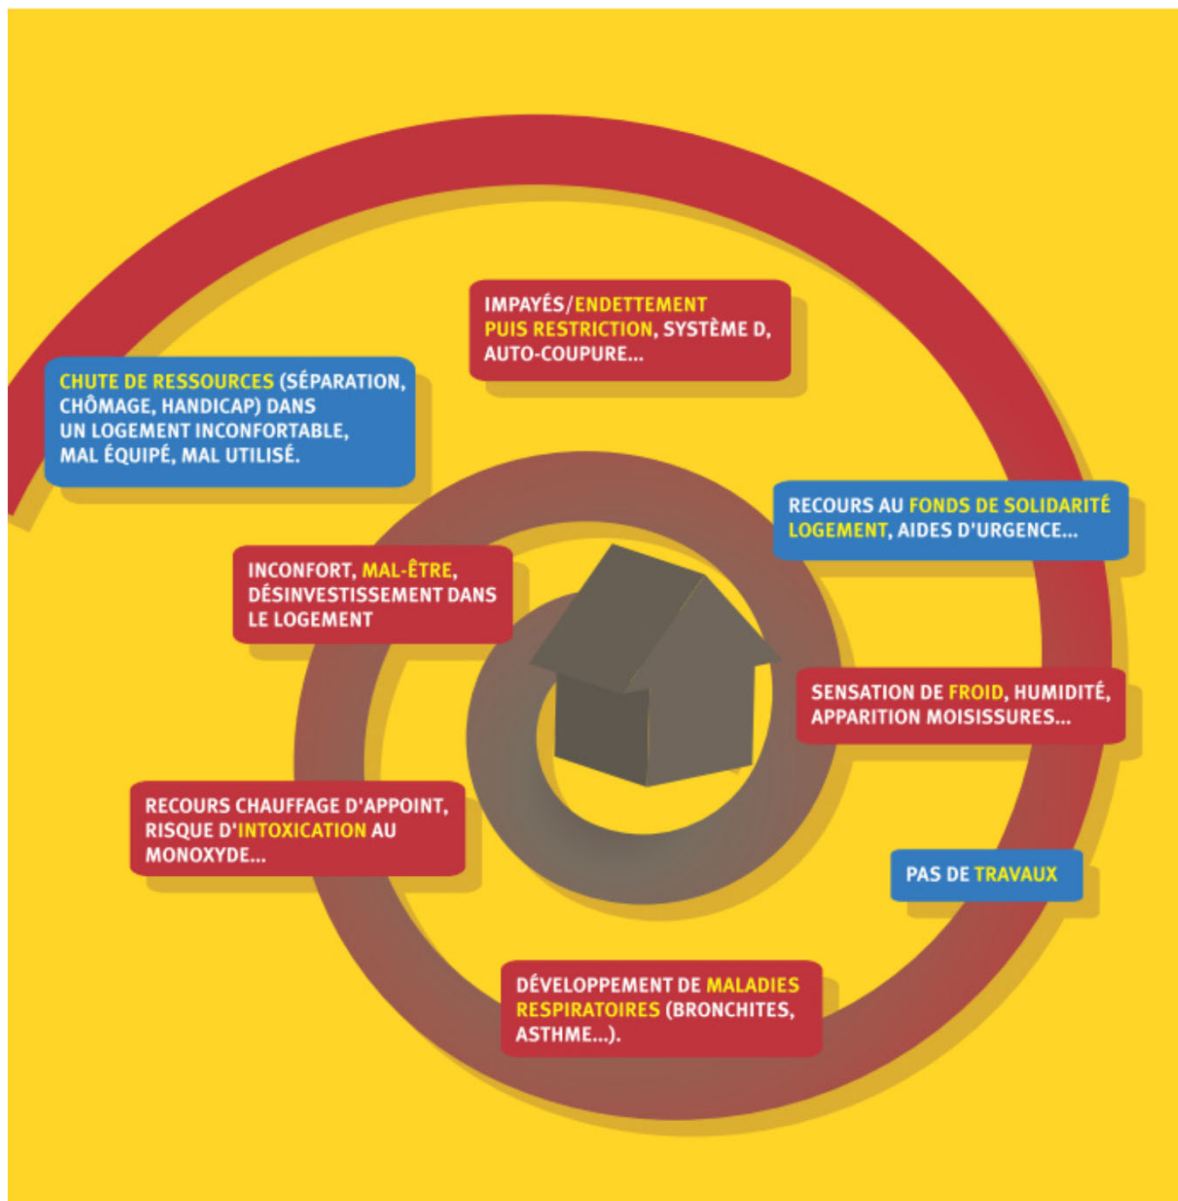 CHUTE DE RESSOURCES (SÉPARATION,
CHÔMAGE, HANDICAP) DANS
UN LOGEMENT INCONFORTABLE,
MAL ÉQUIPÉ, MAL UTILISÉ.
IMPAYÉS/ENDETTEMENT
PUIS RESTRICTION, SYSTÈME D,
AUTO-COUPURE...
RECOURS AU FONDS DE SOLIDARITÉ
LOGEMENT, AIDES D'URGENCE...
SENSATION DE FROID, HUMIDITÉ,
APPARITION MOISISSURES...
PAS DE TRAVAUX
DÉVELOPPEMENT DE MALADIES
RESPIRATOIRES (BRONCHITES,
ASTHME...).
RECOURS CHAUFFAGE D'APPOINT,
RISQUE D'INTOXICATION AU
MONOXYDE...
INCONFORT, MAL-ÊTRE,
DÉSINVESTISSEMENT DANS
LE LOGEMENT